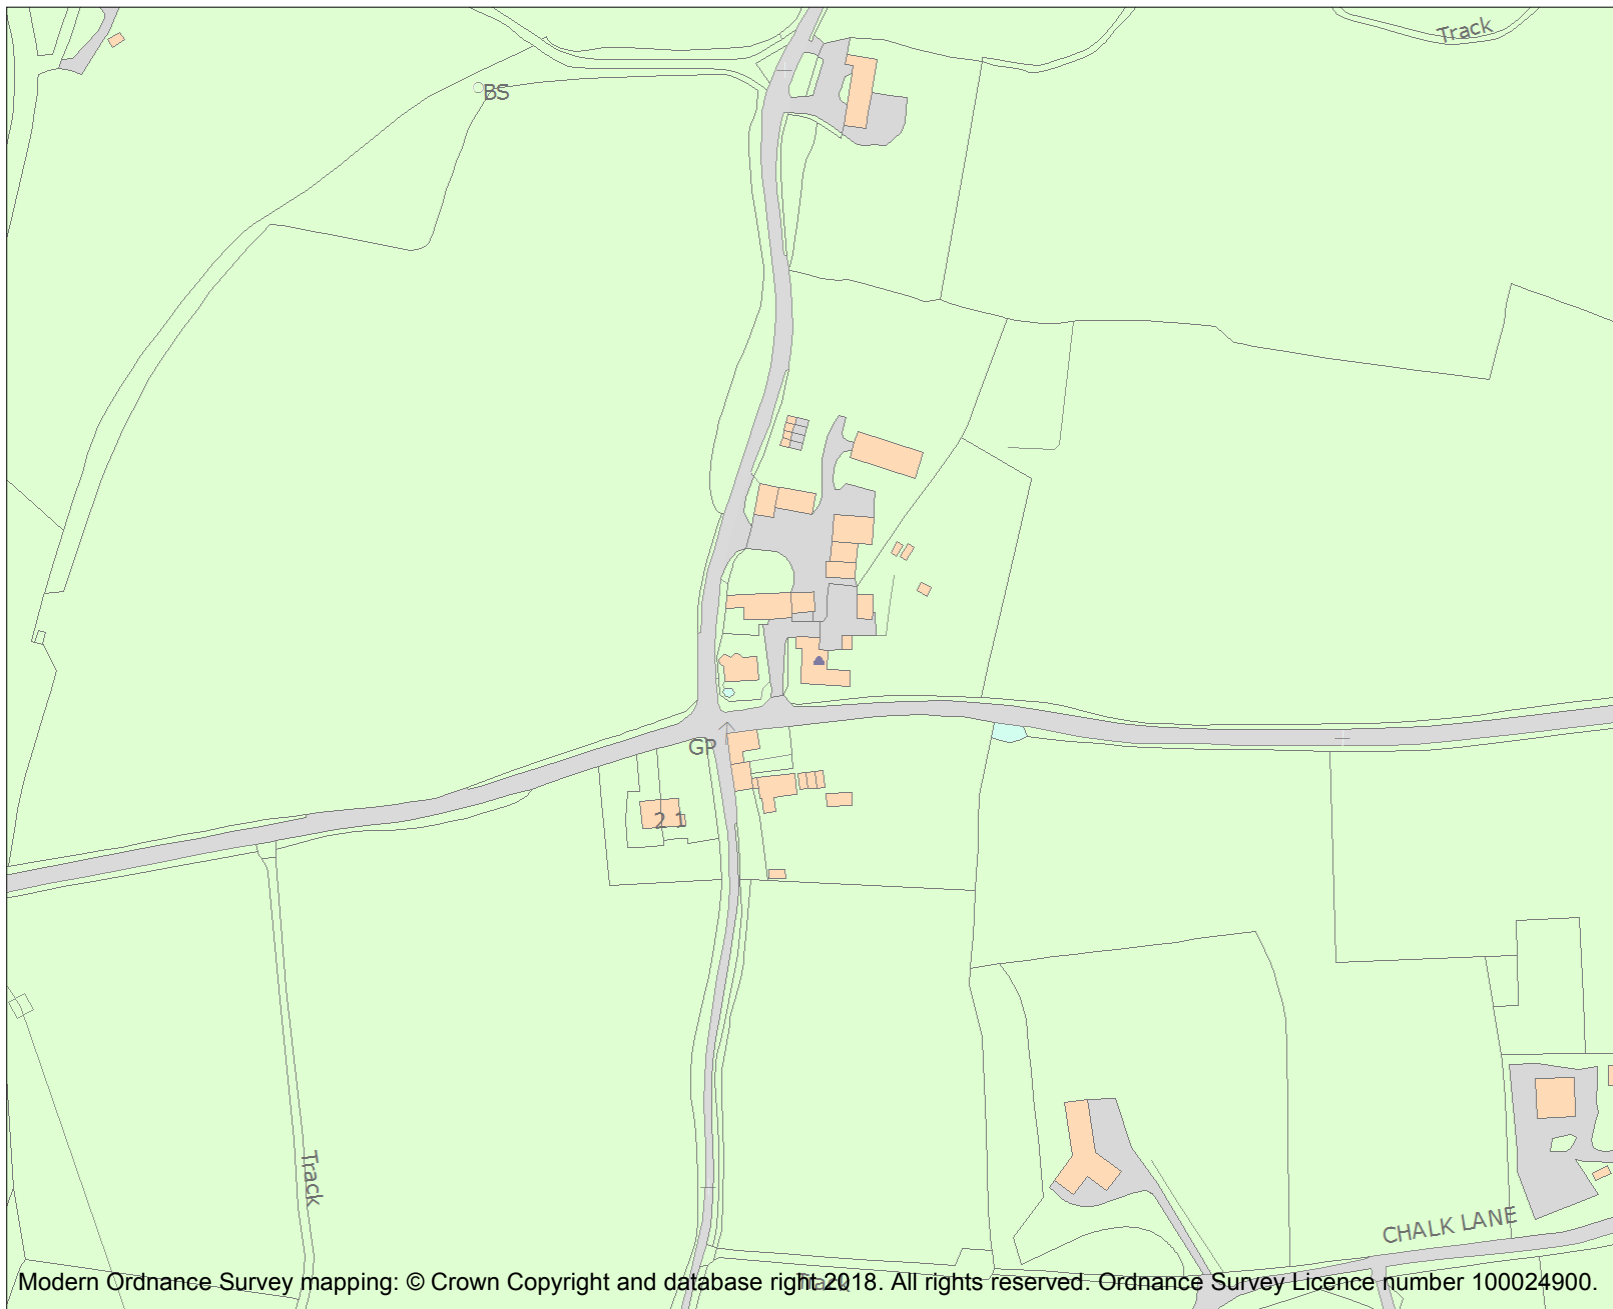 Track
BS
GP
2 1
Track
CHALK LANE
Track
Modern Ordnance Survey mapping: © Crown Copyright and database right 2018. All rights reserved. Ordnance Survey Licence number 100024900.